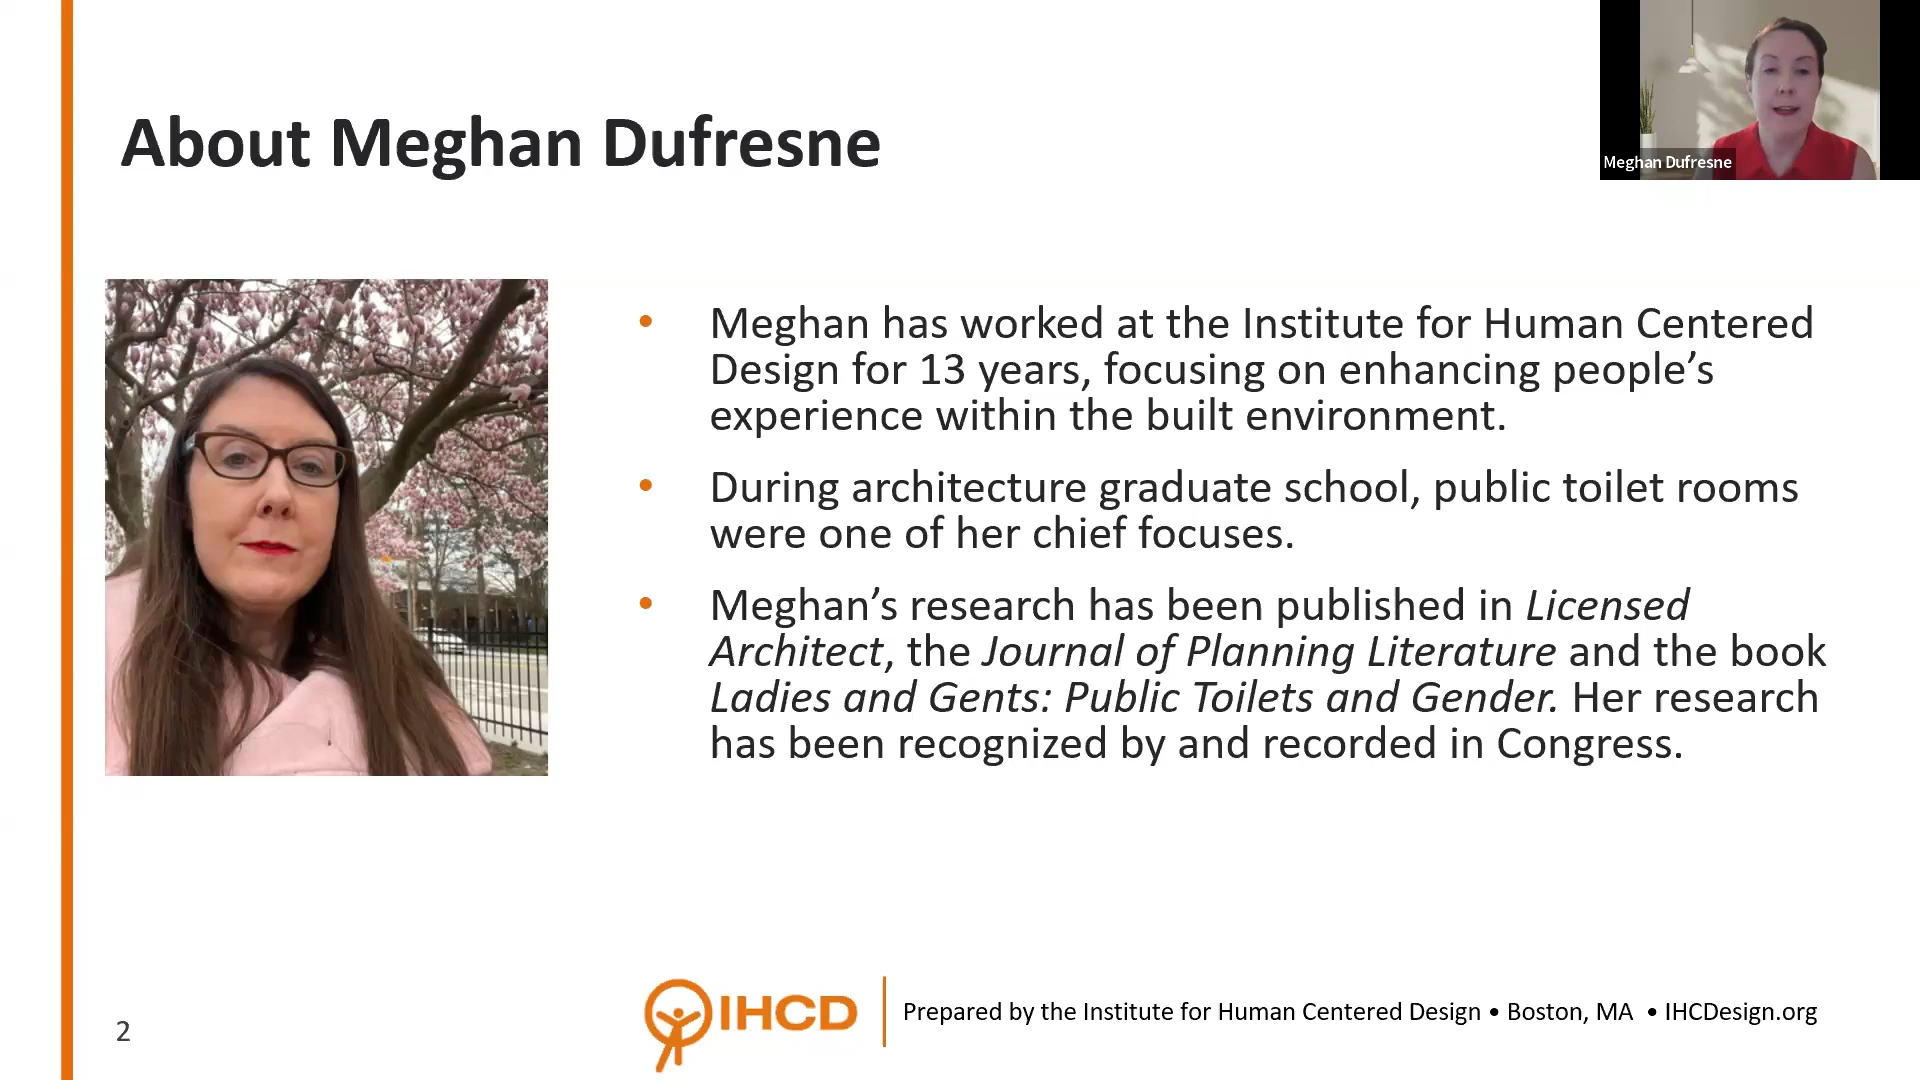 About Meghan Dufresne
Meghan Dufresne
• Meghan has worked at the Institute for Human Centered
Design for 13 years, focusing on enhancing people’s
experience within the built environment.
• During architecture graduate school, public toilet rooms
were one of her chief focuses.
• Meghan’s research has been published in Licensed
Architect, the Journal of Planning Literature and the book
Ladies and Gents: Public Toilets and Gender. Her research
has been recognized by and recorded in Congress.
2
IHCD
Prepared by the Institute for Human Centered Design • Boston, MA • IHCDesign.org